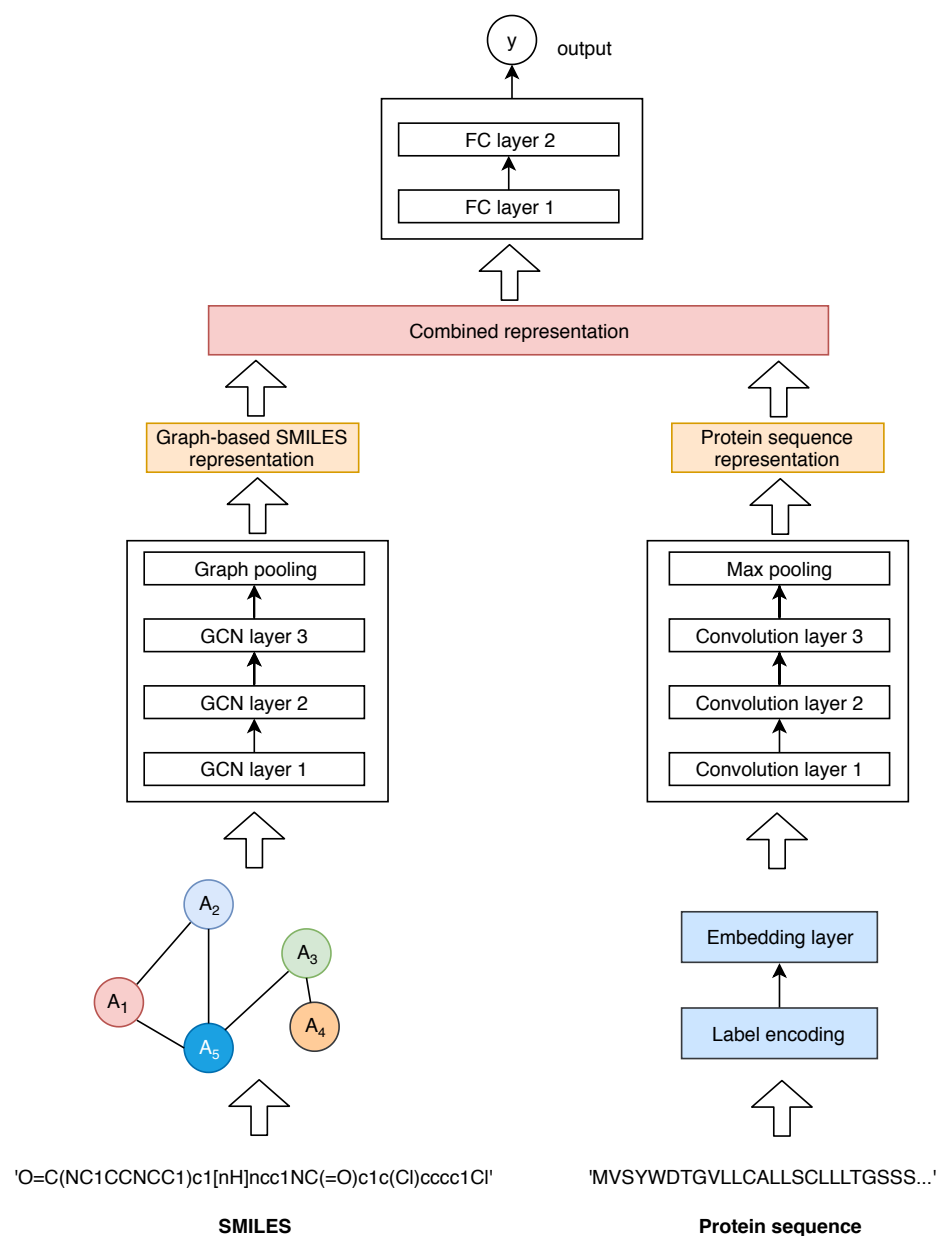 y
output
FC layer 2
FC layer 1
Combined representation
Graph-based SMILES
representation
Protein sequence
representation
Graph pooling
GCN layer 3
GCN layer 2
GCN layer 1
Max pooling
Convolution layer 3
Convolution layer 2
Convolution layer 1
A2
A1
A3
A4
A5
Embedding layer
Label encoding
'O=C(NC1CCNCC1)c1[nH]ncc1NC(=O)c1c(Cl)cccc1Cl'
SMILES
'MVSYWDTGVLLCALLSCLLLTGSSS...'
Protein sequence